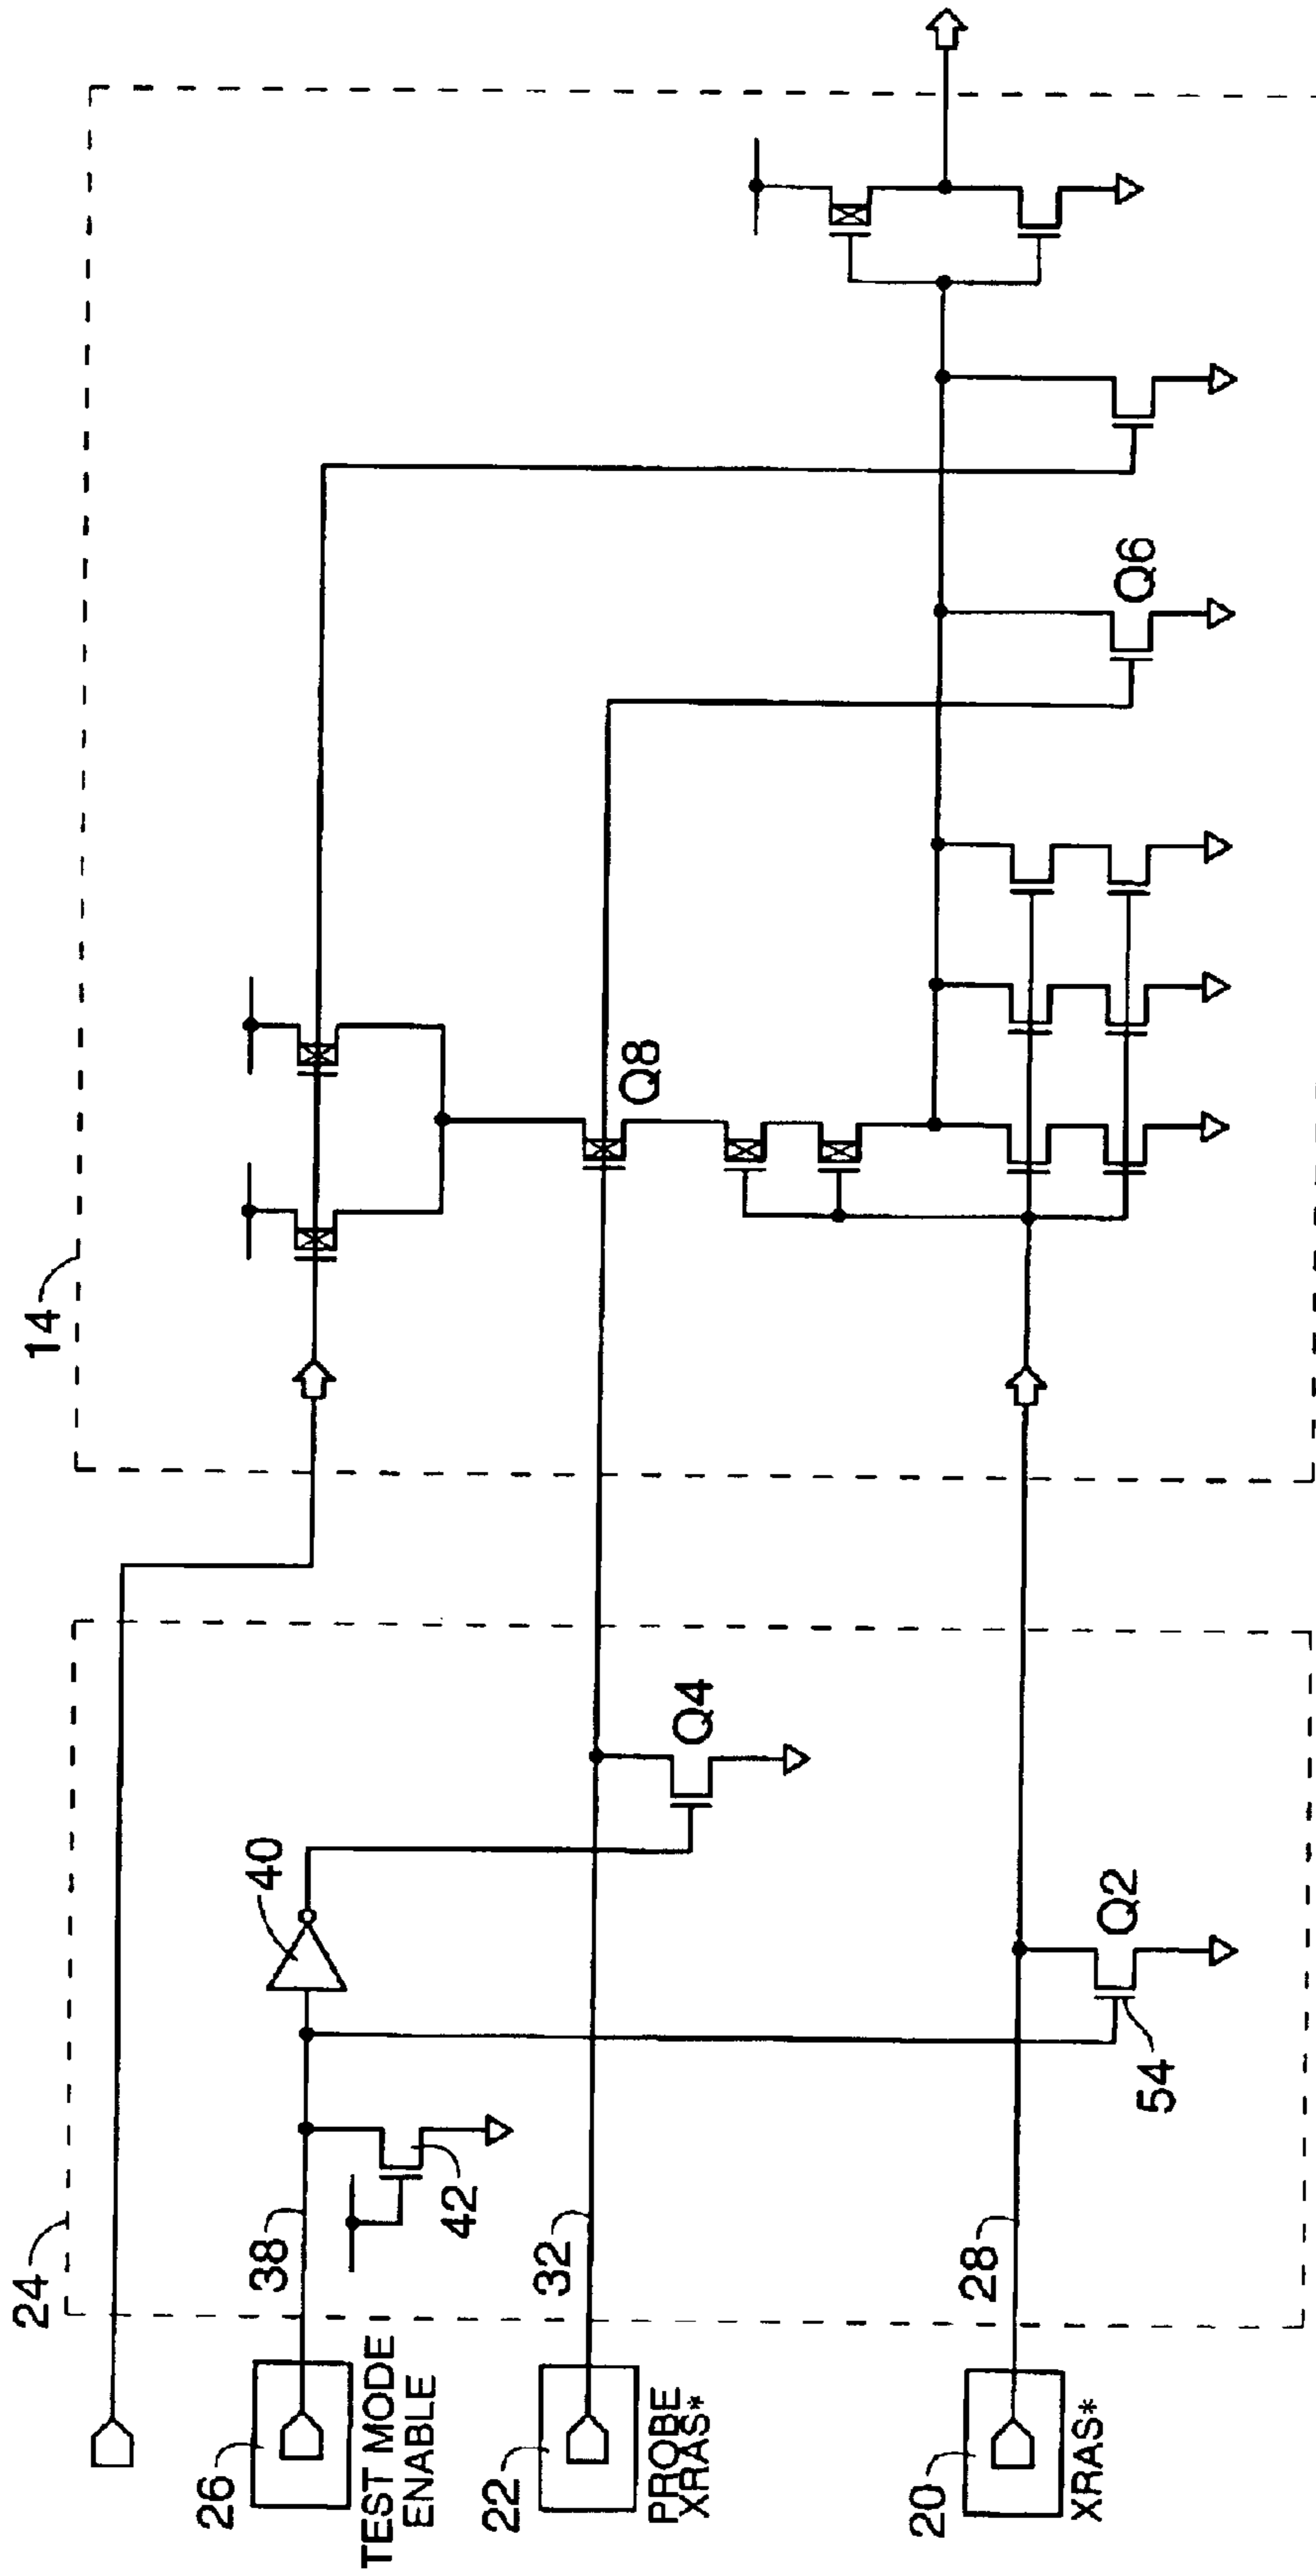 24
14
26
TEST MODE
ENABLE
38
42
40
22
PROBE
XRAS*
32
Q4
Q8
Q6
20
XRAS*
28
54
Q2